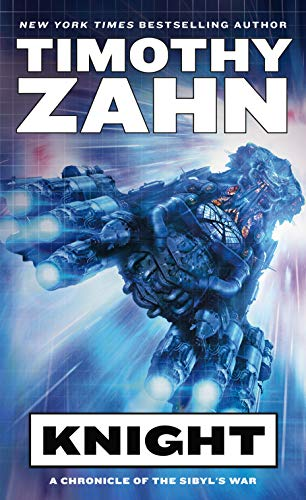 NEW YORK TIMES BESTSELLING AUTHOR
TIMOTHY
ZAHN
KNIGHT
A CHRONICLE OF THE SIBYL'S WAR